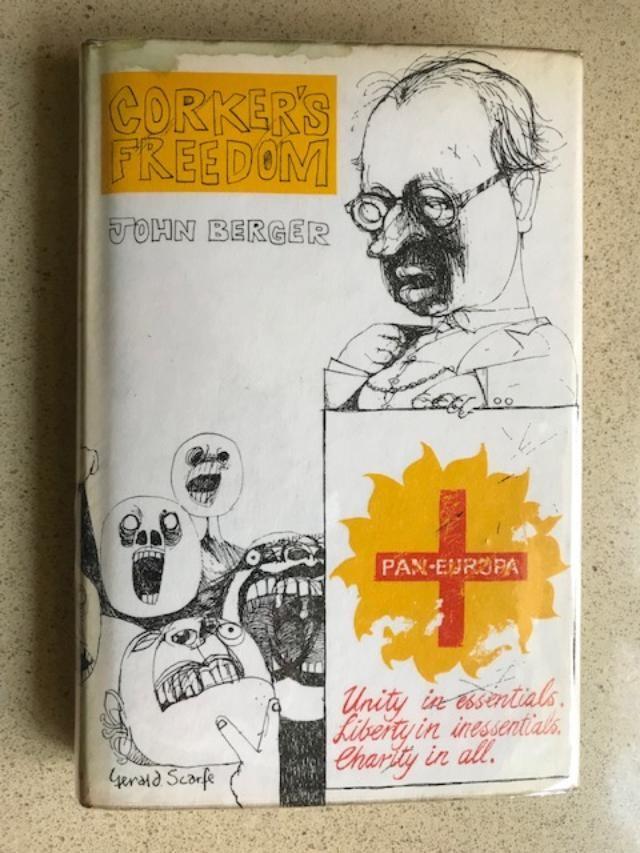 CORKER'S
FREEDOM
JOHN BERGER
PAN-EUROPA
Unity in essentials.
Liberty in inessentials.
Charity in all.
Gerald Scarfe